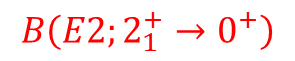 B(E2; 2₁⁺ → 0⁺)